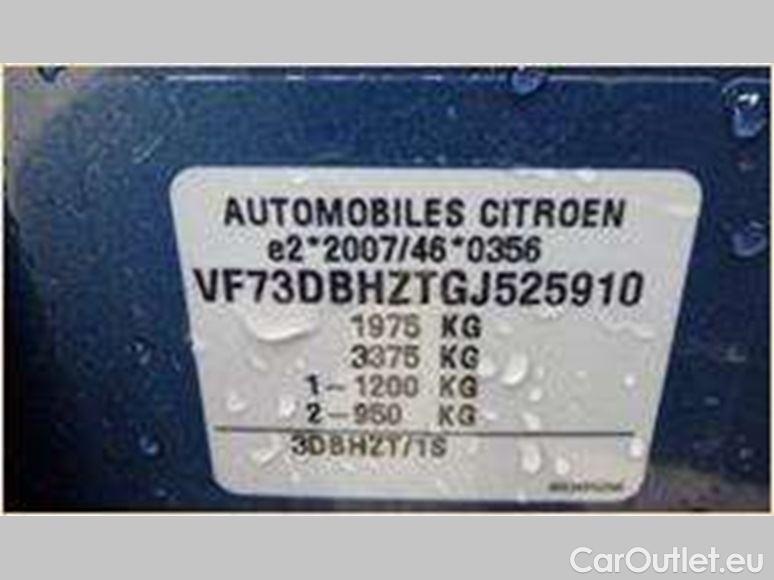 AUTOMOBILES CITROEN
e2*2007/46*0356
VF73DBHZTGJ525910
1975 KG
3375 KG
1-1200 KG
2-950 KG
3DBHZT/1S
CarOutlet.eu